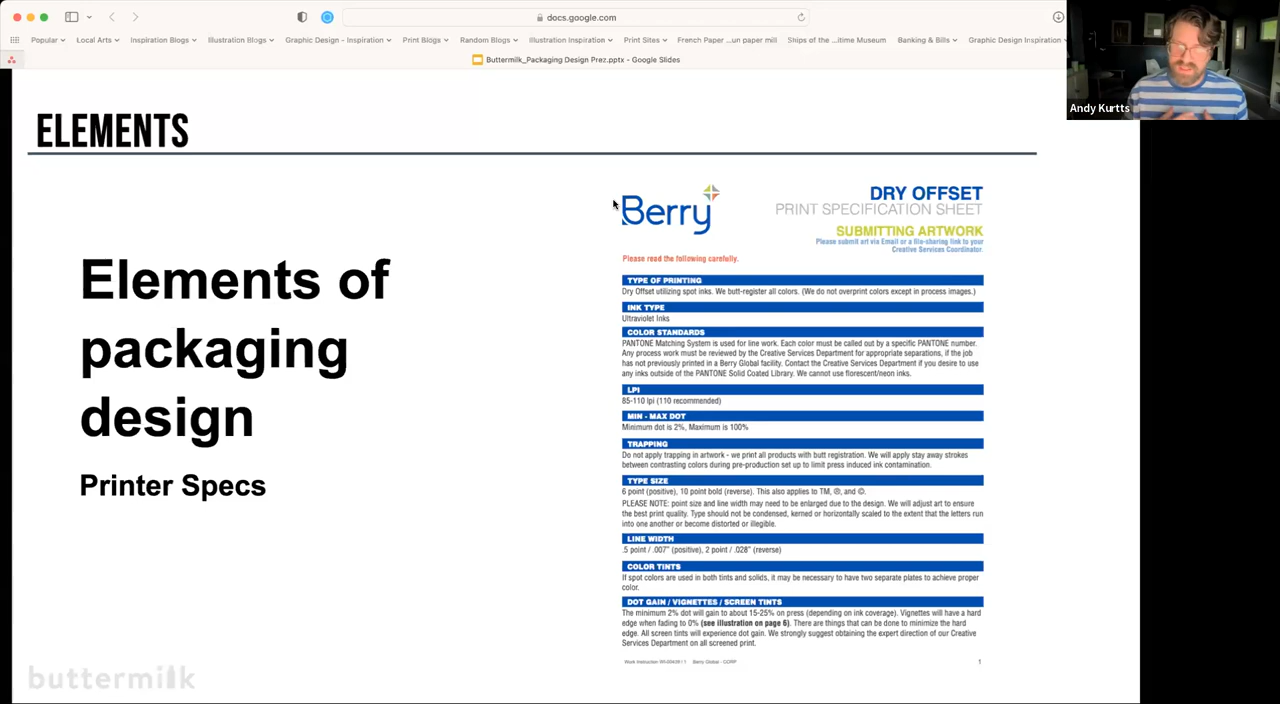 docs.google.com
Popular Local Arts Inspiration Blogs Illustration Blogs Graphic Design - Inspiration Print Blogs Random Blogs Illustration Inspiration Print Sites French Paper ...un paper mill Ships of the ...itime Museum Banking & Bills Graphic Design Inspiration
Buttermilk_Packaging Design Prez.pptx - Google Slides
Andy Kurtts
ELEMENTS
Elements of
packaging
design
Printer Specs
buttermilk
Berry
DRY OFFSET
PRINT SPECIFICATION SHEET
SUBMITTING ARTWORK
Please submit art via Email or a file-sharing link to your
Creative Services Coordinator
Please read the following carefully.
TYPE OF PRINTING
Dry Offset utilizing spot inks. We butt-register all colors. (We do not overprint colors except in process images.)
INK TYPE
Ultraviolet Inks
COLOR STANDARDS
PANTONE Matching System is used for line work. Each color must be called out by a specific PANTONE number.
Any process work must be reviewed by the Creative Services Department for appropriate separations, if the job
has not previously printed in a Berry Global facility. Contact the Creative Services Department if you desire to use
any inks outside of the PANTONE Solid Coated Library. We cannot use florescent/neon inks.
LPI
85-110 lpi (110 recommended)
MIN - MAX DOT
Minimum dot is 2%, Maximum is 100%
TRAPPING
Do not apply trapping in artwork - we print all products with butt registration. We will apply stay away strokes
between contrasting colors during pre-production set up to limit press induced ink contamination.
TYPE SIZE
6 point (positive), 10 point bold (reverse). This also applies to TM, ®, and ©.
PLEASE NOTE: point size and line width may need to be enlarged due to the design. We will adjust art to ensure
the best print quality. Type should not be condensed, kerned or horizontally scaled to the extent that the letters run
into one another or become distorted or illegible.
LINE WIDTH
.5 point / .007" (positive), 2 point / .028" (reverse)
COLOR TINTS
If spot colors are used in both tints and solids, it may be necessary to have two separate plates to achieve proper
color.
DOT GAIN / VIGNETTES / SCREEN TINTS
The minimum 2% dot will gain to about 15-25% on press (depending on ink coverage). Vignettes will have a hard
edge when fading to 0% (see illustration on page 6). There are things that can be done to minimize the hard
edge. All screen tints will experience dot gain. We strongly suggest obtaining the expert direction of our Creative
Services Department on all screened print.
Work Instruction Berry Global - CORP 1